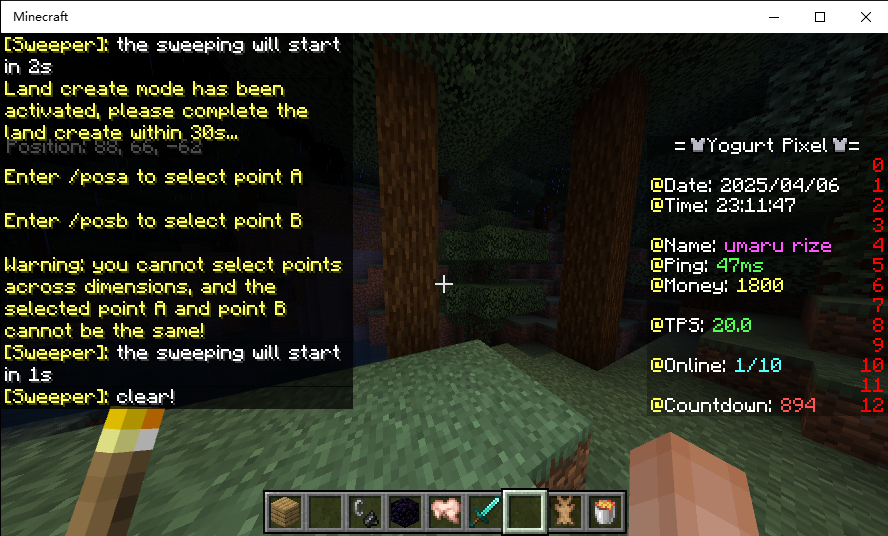 Minecraft
[Sweeper]: the sweeping will start
in 2s
Land create mode has been
activated, please complete the
land create within 30s...
Position: 88, 66, -62
Enter /posa to select point A
Enter /posb to select point B
Warning: you cannot select points
across dimensions, and the
selected point A and point B
cannot be the same!
[Sweeper]: the sweeping will start
in 1s
[Sweeper]: clear!
=Yogurt Pixel=
0
@Date: 2025/04/06 1
@Time: 23:11:47 2
3
@Name: umaru rize 4
@Ping: 47ms 5
@Money: 1800 6
7
@TPS: 20.0 8
9
@Online: 1/10 10
11
@Countdown: 894 12